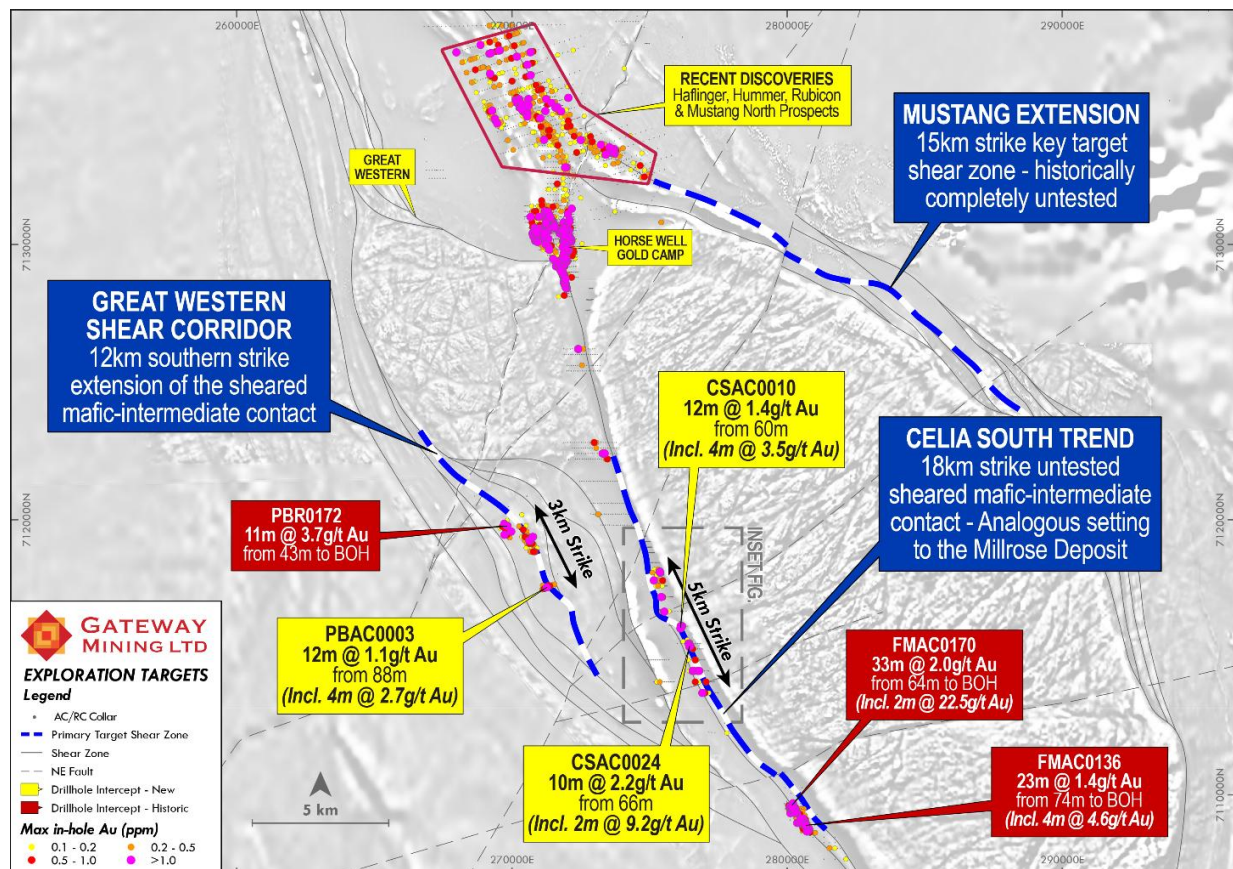 260000E
270000E
280000E
290000E
RECENT DISCOVERIES
Haflinger, Hummer, Rubicon
& Mustang North Prospects
MUSTANG EXTENSION
15km strike key target
shear zone - historically
completely untested
GREAT
WESTERN
7130000N
7130000N
HORSE WELL
GOLD CAMP
GREAT WESTERN
SHEAR CORRIDOR
12km southern strike
extension of the sheared
mafic-intermediate contact
CSAC0010
12m @ 1.4g/t Au
from 60m
(Incl. 4m @ 3.5g/t Au)
CELIA SOUTH TREND
18km strike untested
sheared mafic-intermediate
contact - Analogous setting
to the Millrose Deposit
PBR0172
11m @ 3.7g/t Au
from 43m to BOH
3km Strike
7120000N
7120000N
INSET FIG.
5km Strike
PBAC0003
12m @ 1.1g/t Au
from 88m
(Incl. 4m @ 2.7g/t Au)
FMAC0170
33m @ 2.0g/t Au
from 64m to BOH
(Incl. 2m @ 22.5g/t Au)
CSAC0024
10m @ 2.2g/t Au
from 66m
(Incl. 2m @ 9.2g/t Au)
FMAC0136
23m @ 1.4g/t Au
from 74m to BOH
(Incl. 4m @ 4.6g/t Au)
7110000N
GATEWAY
MINING LTD
EXPLORATION TARGETS
Legend
AC/RC Collar
Primary Target Shear Zone
Shear Zone
NE Fault
Drillhole Intercept - New
Drillhole Intercept - Historic
Max in-hole Au (ppm)
0.1 - 0.2
0.2 - 0.5
0.5 - 1.0
>1.0
5 km
270000E
280000E
290000E